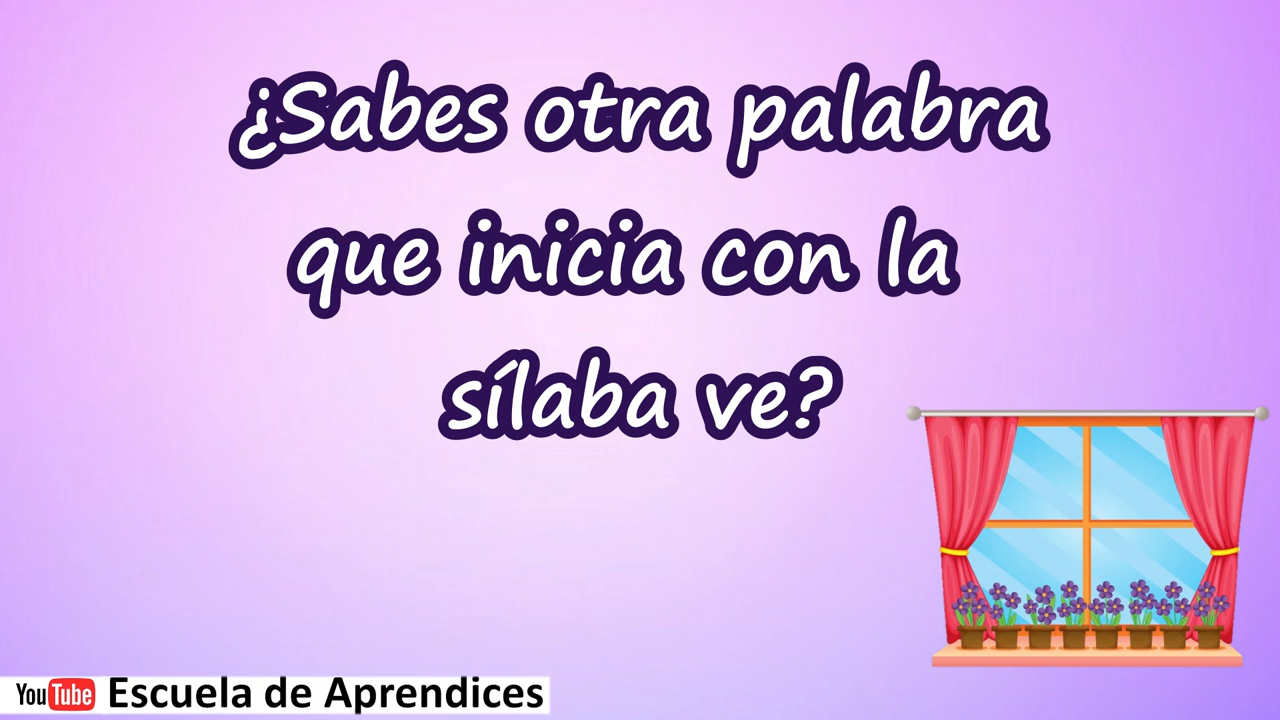 ¿Sabes otra palabra
que inicia con la
sílaba ve?
YouTube Escuela de Aprendices